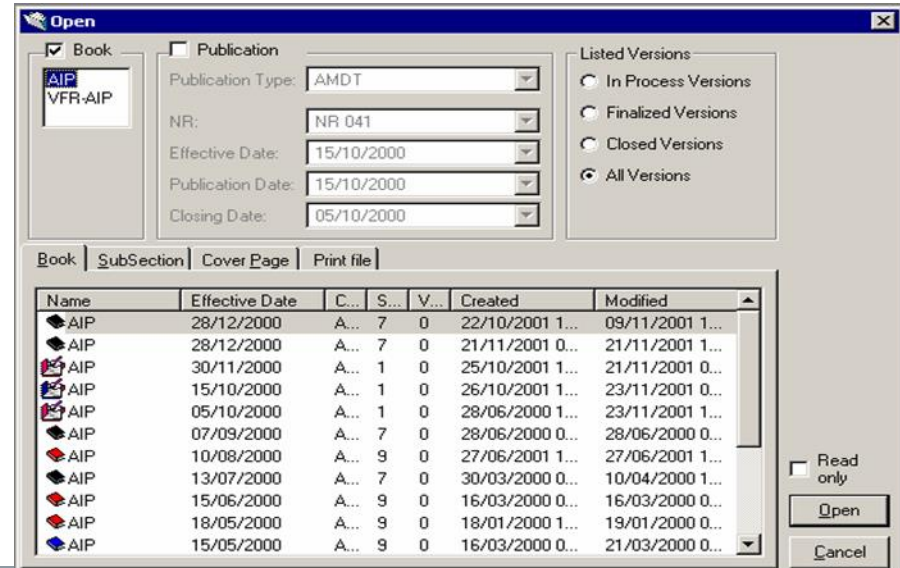 Open
Book
AIP
VFR-AIP
Publication
Publication Type: AMDT
NR: NR 041
Effective Date: 15/10/2000
Publication Date: 15/10/2000
Closing Date: 05/10/2000
Listed Versions
In Process Versions
Finalized Versions
Closed Versions
All Versions
Book SubSection Cover Page Print file
Name Effective Date C... S... V... Created Modified
AIP 28/12/2000 A... 7 0 22/10/2001 1... 09/11/2001 1...
AIP 28/12/2000 A... 7 0 21/11/2001 0... 21/11/2001 1...
AIP 30/11/2000 A... 1 0 25/10/2001 1... 21/11/2001 0...
AIP 15/10/2000 A... 1 0 26/10/2001 1... 23/11/2001 0...
AIP 05/10/2000 A... 1 0 28/06/2000 1... 23/11/2001 1...
AIP 07/09/2000 A... 7 0 28/06/2000 0... 28/06/2000 0...
AIP 10/08/2000 A... 9 0 27/06/2001 1... 27/06/2001 1...
AIP 13/07/2000 A... 7 0 30/03/2000 0... 10/04/2000 1...
AIP 15/06/2000 A... 9 0 16/03/2000 0... 16/03/2000 0...
AIP 18/05/2000 A... 9 0 18/01/2000 1... 19/01/2000 0...
AIP 15/05/2000 A... 9 0 16/03/2000 0... 21/03/2000 0...
Read
only
Open
Cancel